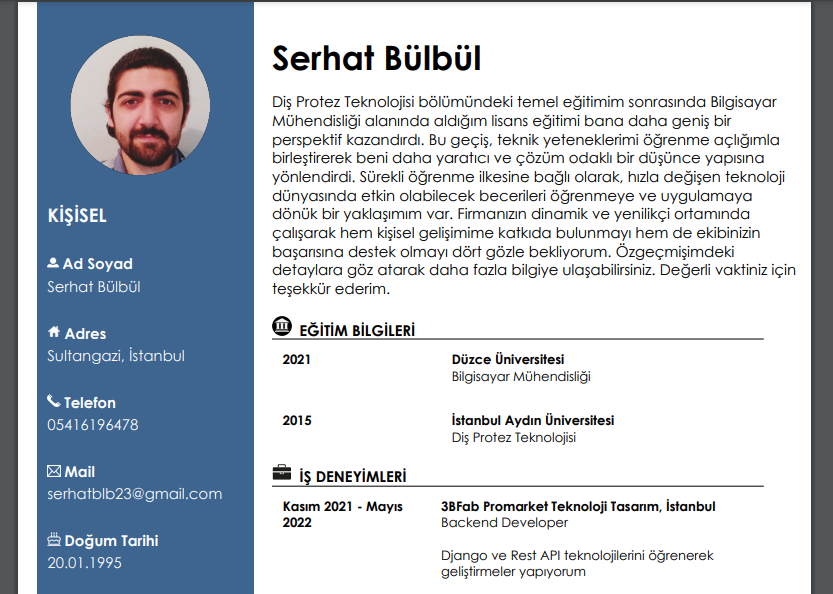 KİŞİSEL
Ad Soyad
Serhat Bülbül
Adres
Sultangazi, İstanbul
Telefon
05416196478
Mail
serhatblb23@gmail.com
Doğum Tarihi
20.01.1995
Serhat Bülbül
Diş Protez Teknolojisi bölümündeki temel eğitimim sonrasında Bilgisayar
Mühendisliği alanında aldığım lisans eğitimi bana daha geniş bir
perspektif kazandırdı. Bu geçiş, teknik yeteneklerimi öğrenme açlığımla
birleştirerek beni daha yaratıcı ve çözüm odaklı bir düşünce yapısına
yönlendirdi. Sürekli öğrenme ilkesine bağlı olarak, hızla değişen teknoloji
dünyasında etkin olabilecek becerileri öğrenmeye ve uygulamaya
dönük bir yaklaşımım var. Firmanızın dinamik ve yenilikçi ortamında
çalışarak hem kişisel gelişimime katkıda bulunmayı hem de ekibinizin
başarısına destek olmayı dört gözle bekliyorum. Özgeçmişimdeki
detaylara göz atarak daha fazla bilgiye ulaşabilirsiniz. Değerli vaktiniz için
teşekkür ederim.
EĞİTİM BİLGİLERİ
2021 Düzce Üniversitesi
Bilgisayar Mühendisliği
2015 İstanbul Aydın Üniversitesi
Diş Protez Teknolojisi
İŞ DENEYİMLERİ
Kasım 2021 - Mayıs
2022
3BFab Promarket Teknoloji Tasarım, İstanbul
Backend Developer
Django ve Rest API teknolojilerini öğrenerek
geliştirmeler yapıyorum